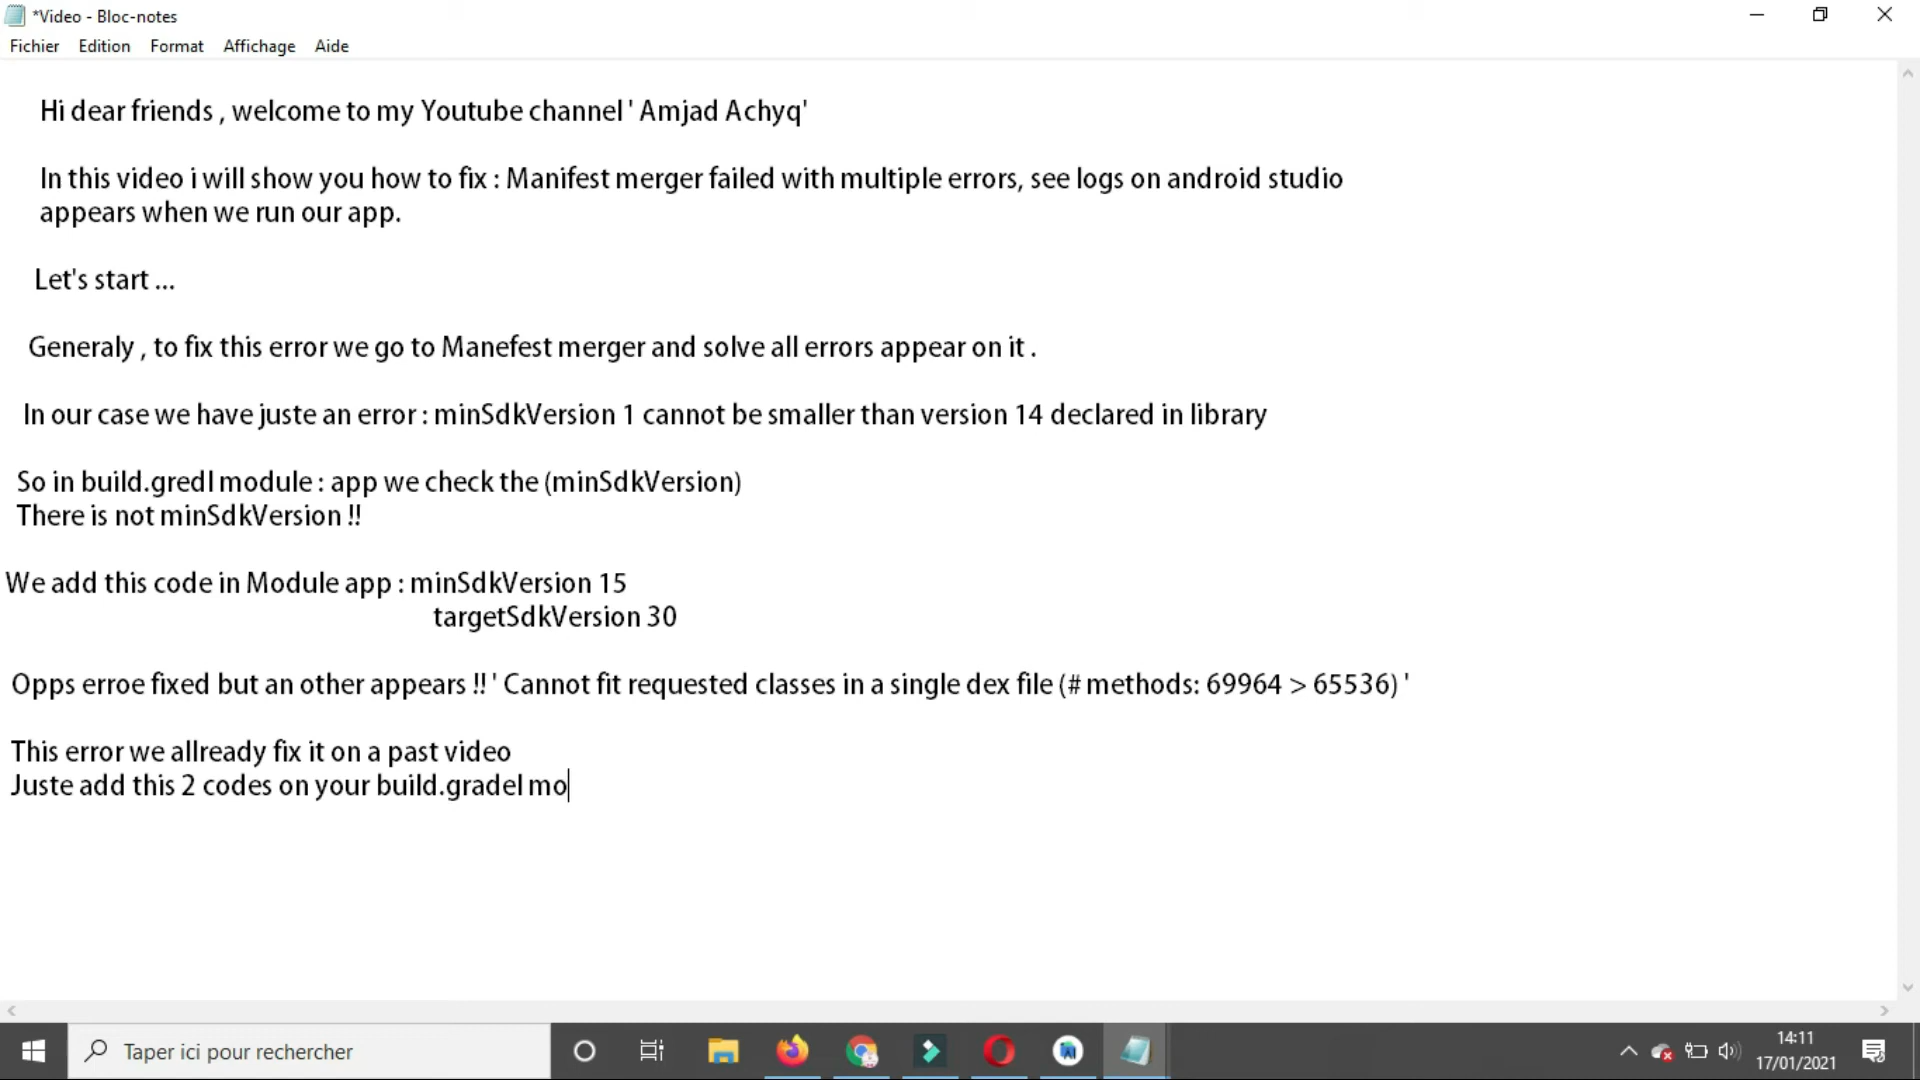 *Video - Bloc-notes
Fichier Edition Format Affichage Aide
Hi dear friends , welcome to my Youtube channel ' Amjad Achyq'
In this video i will show you how to fix : Manifest merger failed with multiple errors, see logs on android studio
appears when we run our app.
Let's start ...
Generaly , to fix this error we go to Manefest merger and solve all errors appear on it .
In our case we have juste an error : minSdkVersion 1 cannot be smaller than version 14 declared in library
So in build.gredl module : app we check the (minSdkVersion)
There is not minSdkVersion !!
We add this code in Module app : minSdkVersion 15
targetSdkVersion 30
Opps erroe fixed but an other appears !! ' Cannot fit requested classes in a single dex file (# methods: 69964 > 65536) '
This error we allready fix it on a past video
Juste add this 2 codes on your build.gradel mo
Taper ici pour rechercher
14:11
17/01/2021